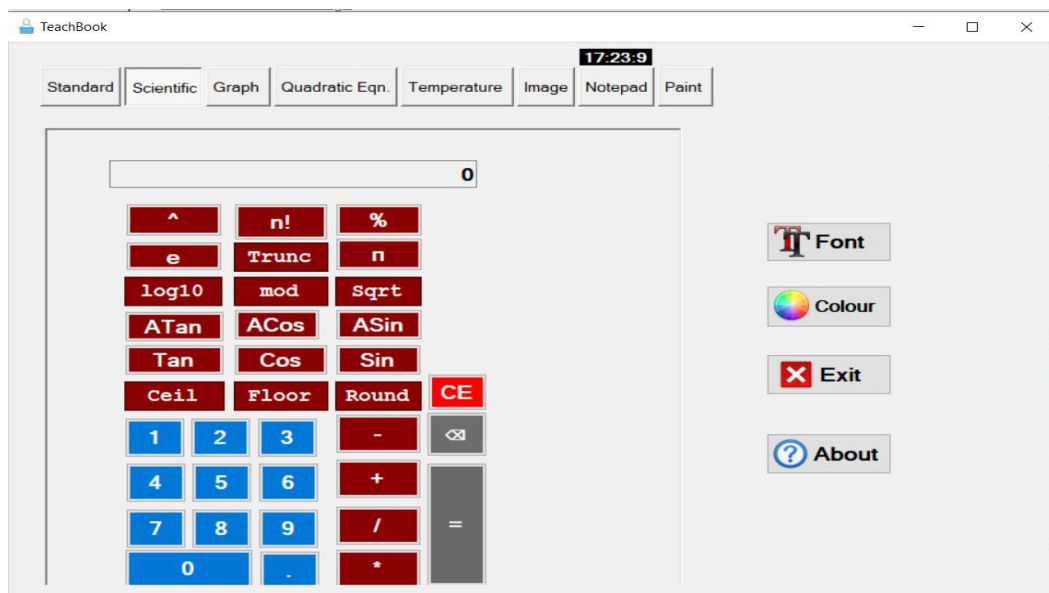 TeachBook
17:23:9
Standard Scientific Graph Quadratic Eqn. Temperature Image Notepad Paint
0
^ n! %
e Trunc п
log10 mod Sqrt
ATan ACos ASin
Tan Cos Sin
Ceil Floor Round CE
1 2 3 -
4 5 6 +
7 8 9 / =
0 . *
Font
Colour
Exit
About